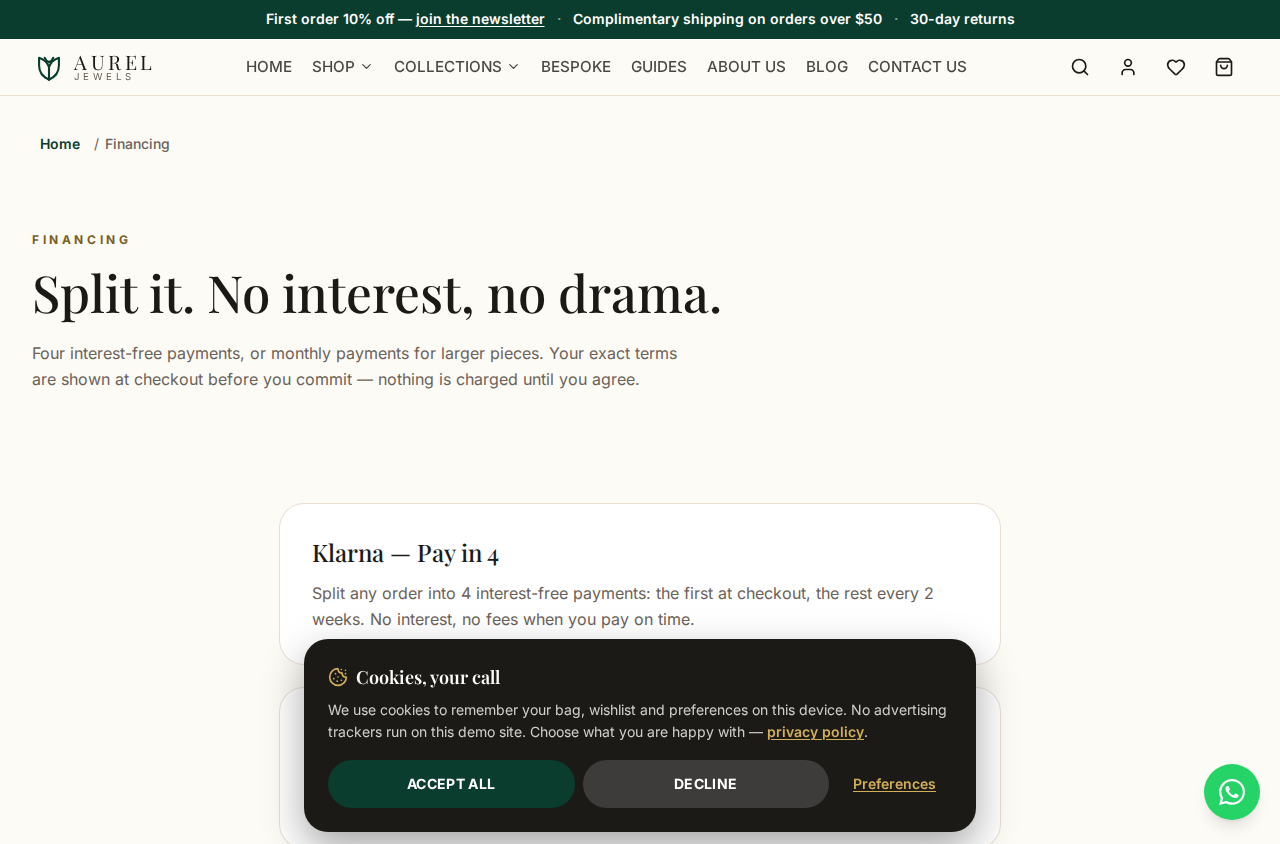 First order 10% off — join the newsletter · Complimentary shipping on orders over $50 · 30-day returns
AUREL
JEWELS
HOME SHOP COLLECTIONS BESPOKE GUIDES ABOUT US BLOG CONTACT US
Home / Financing
FINANCING
Split it. No interest, no drama.
Four interest-free payments, or monthly payments for larger pieces. Your exact terms
are shown at checkout before you commit — nothing is charged until you agree.
Klarna — Pay in 4
Split any order into 4 interest-free payments: the first at checkout, the rest every 2
weeks. No interest, no fees when you pay on time.
Cookies, your call
We use cookies to remember your bag, wishlist and preferences on this device. No advertising
trackers run on this demo site. Choose what you are happy with — privacy policy.
ACCEPT ALL DECLINE Preferences